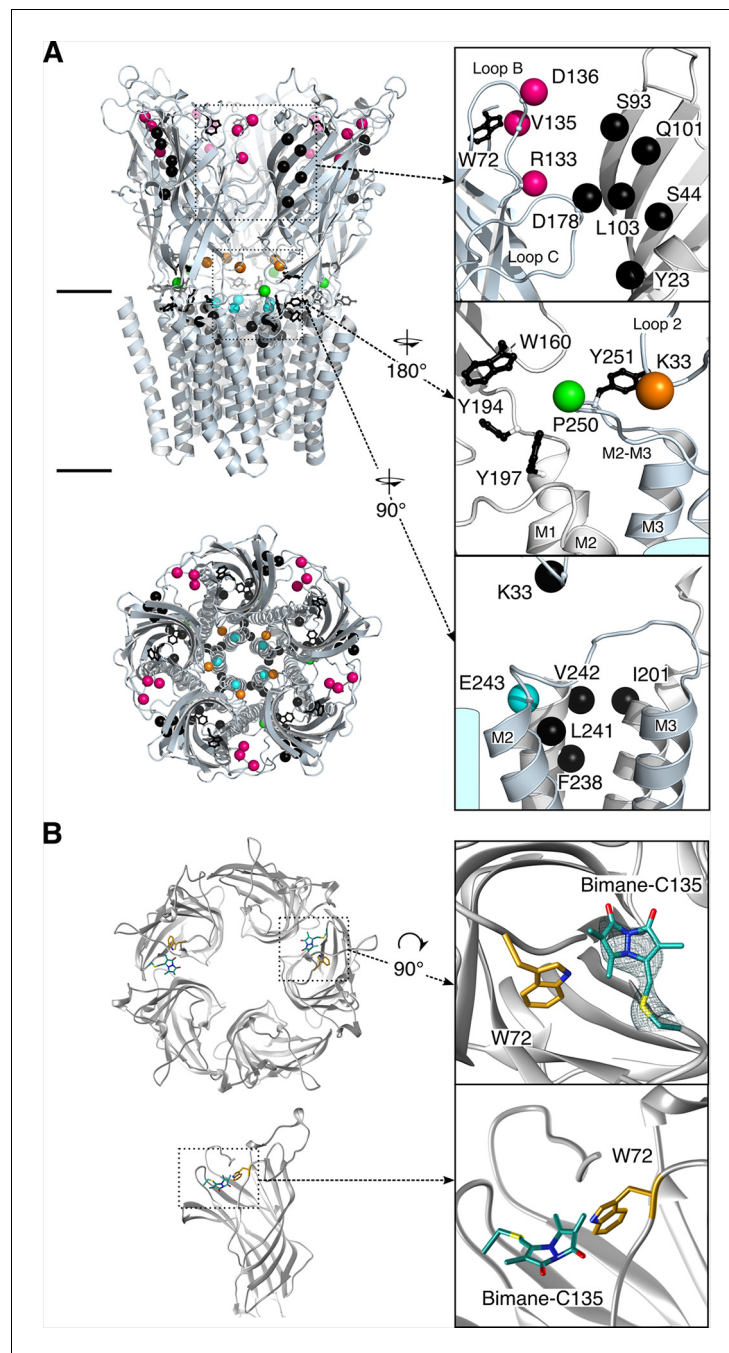 A
Loop B
D136
S93
V135
Q101
W72
R133
D178
L103
S44
Loop C
Y23
180°
W160
Loop 2
Y251
K33
Y194
P250
M2-M3
Y197
M1
M2
M3
90°
K33
E243
V242
I201
M2
L241
M3
F238
B
Bimane-C135
90°
W72
W72
Bimane-C135